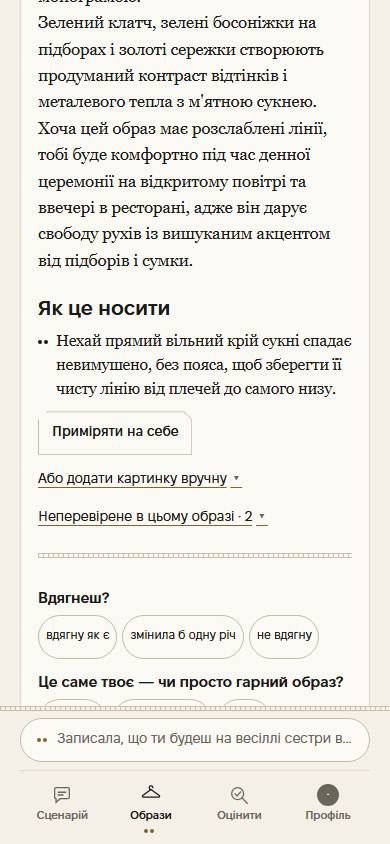 монограмою.
Зелений клатч, зелені босоніжки на
підборах і золоті сережки створюють
продуманий контраст відтінків і
металевого тепла з м'ятною сукнею.
Хоча цей образ має розслаблені лінії,
тобі буде комфортно під час денної
церемонії на відкритому повітрі та
ввечері в ресторані, адже він дарує
свободу рухів із вишуканим акцентом
від підборів і сумки.
Як це носити
Нехай прямий вільний крій сукні спадає
невимушено, без пояса, щоб зберегти її
чисту лінію від плечей до самого низу.
Приміряти на себе
Або додати картинку вручну
Неперевірене в цьому образі · 2
Вдягнеш?
вдягну як є
змінила б одну річ
не вдягну
Це саме твоє — чи просто гарний образ?
Записала, що ти будеш на весіллі сестри в...
Сценарій
Образи
Оцінити
Профіль